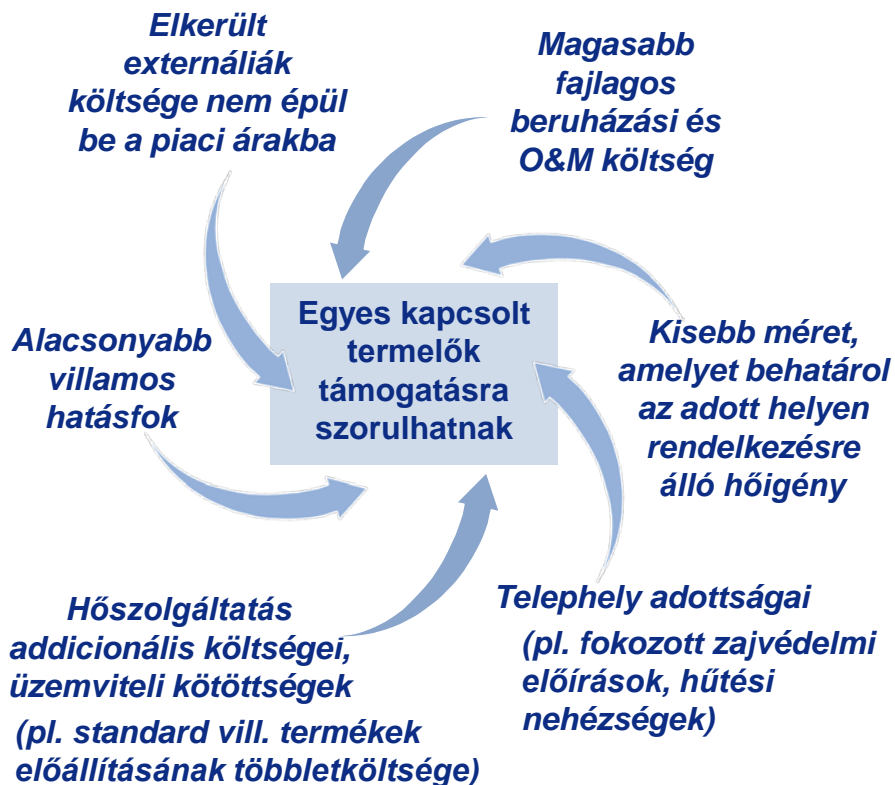 Elkerült
externáliák
költsége nem épül
be a piaci árakba
Magasabb
fajlagos
beruházási és
O&M költség
Egyes kapcsolt
termelők
támogatásra
szorulhatnak
Alacsonyabb
villamos
hatásfok
Kisebb méret,
amelyet behatárol
az adott helyen
rendelkezésre
álló hőigény
Hőszolgáltatás
addicionális költségei,
üzemviteli kötöttségek
(pl. standard vill. termékek
előállításának többletköltsége)
Telephely adottságai
(pl. fokozott zajvédelmi
előírások, hűtési
nehézségek)